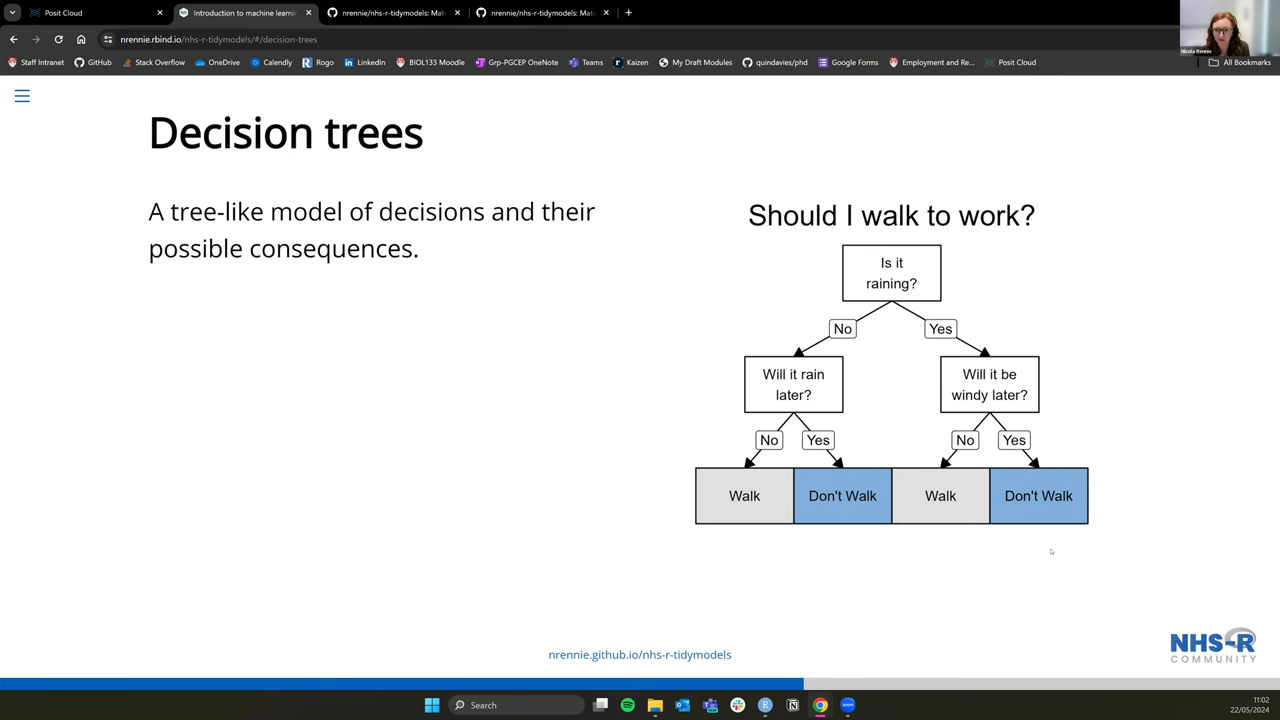 Posit Cloud
Introduction to machine learnin
nrennie/nhs-r-tidymodels: Mate
nrennie/nhs-r-tidymodels: Mate
nrennie.rbind.io/nhs-r-tidymodels/#/decision-trees
Staff Intranet
GitHub
Stack Overflow
OneDrive
Calendly
Rogo
LinkedIn
BIOL133 Moodle
Grp-PGCEP OneNote
Teams
Kaizen
My Draft Modules
quindavies/phd
Google Forms
Employment and Re...
Posit Cloud
All Bookmarks
Nicola Rennie
Decision trees
A tree-like model of decisions and their
possible consequences.
Should I walk to work?
Is it
raining?
No
Yes
Will it rain
later?
Will it be
windy later?
No
Yes
No
Yes
Walk
Don't Walk
Walk
Don't Walk
nrennie.github.io/nhs-r-tidymodels
NHS-R
COMMUNITY
Search
11:02
22/05/2024